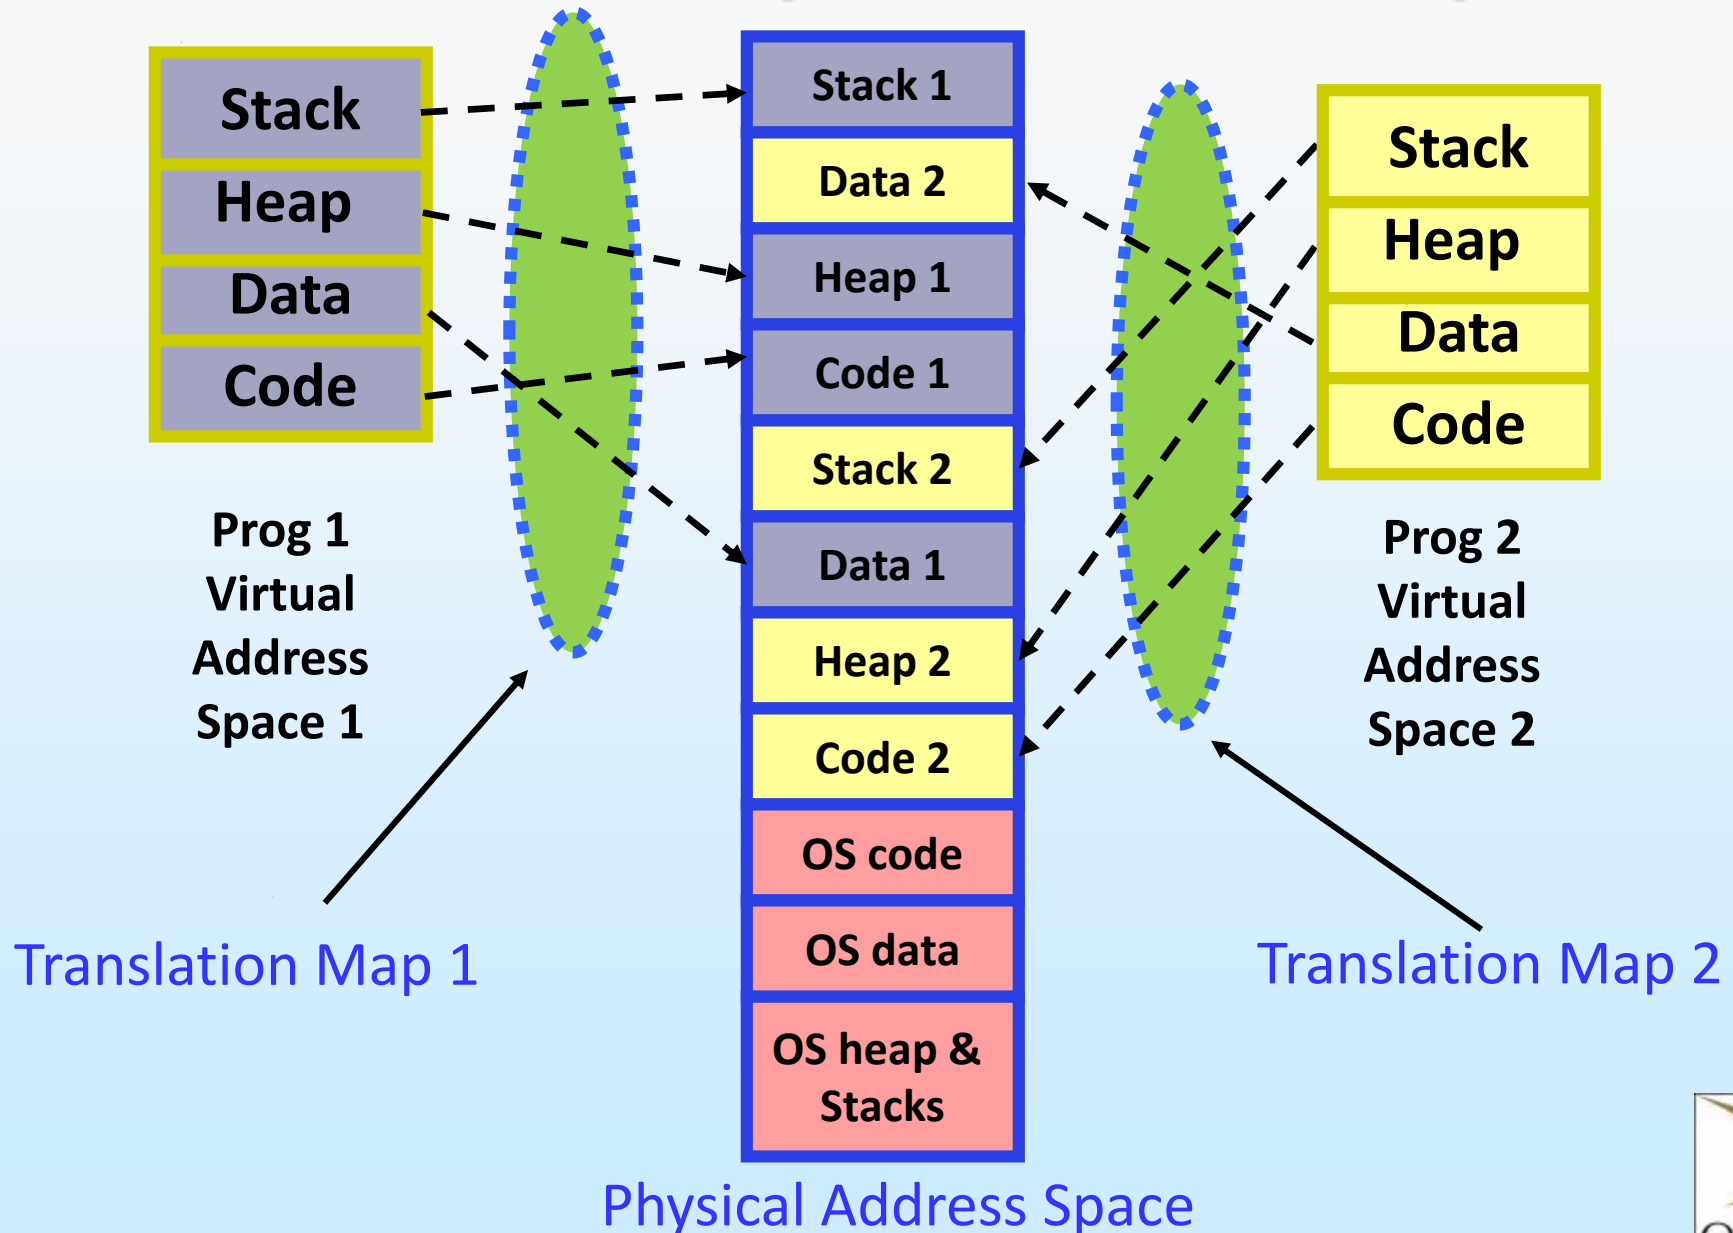 Stack
Heap
Data
Code
Prog 1
Virtual
Address
Space 1
Translation Map 1
Stack 1
Data 2
Heap 1
Code 1
Stack 2
Data 1
Heap 2
Code 2
OS code
OS data
OS heap &
Stacks
Physical Address Space
Stack
Heap
Data
Code
Prog 2
Virtual
Address
Space 2
Translation Map 2